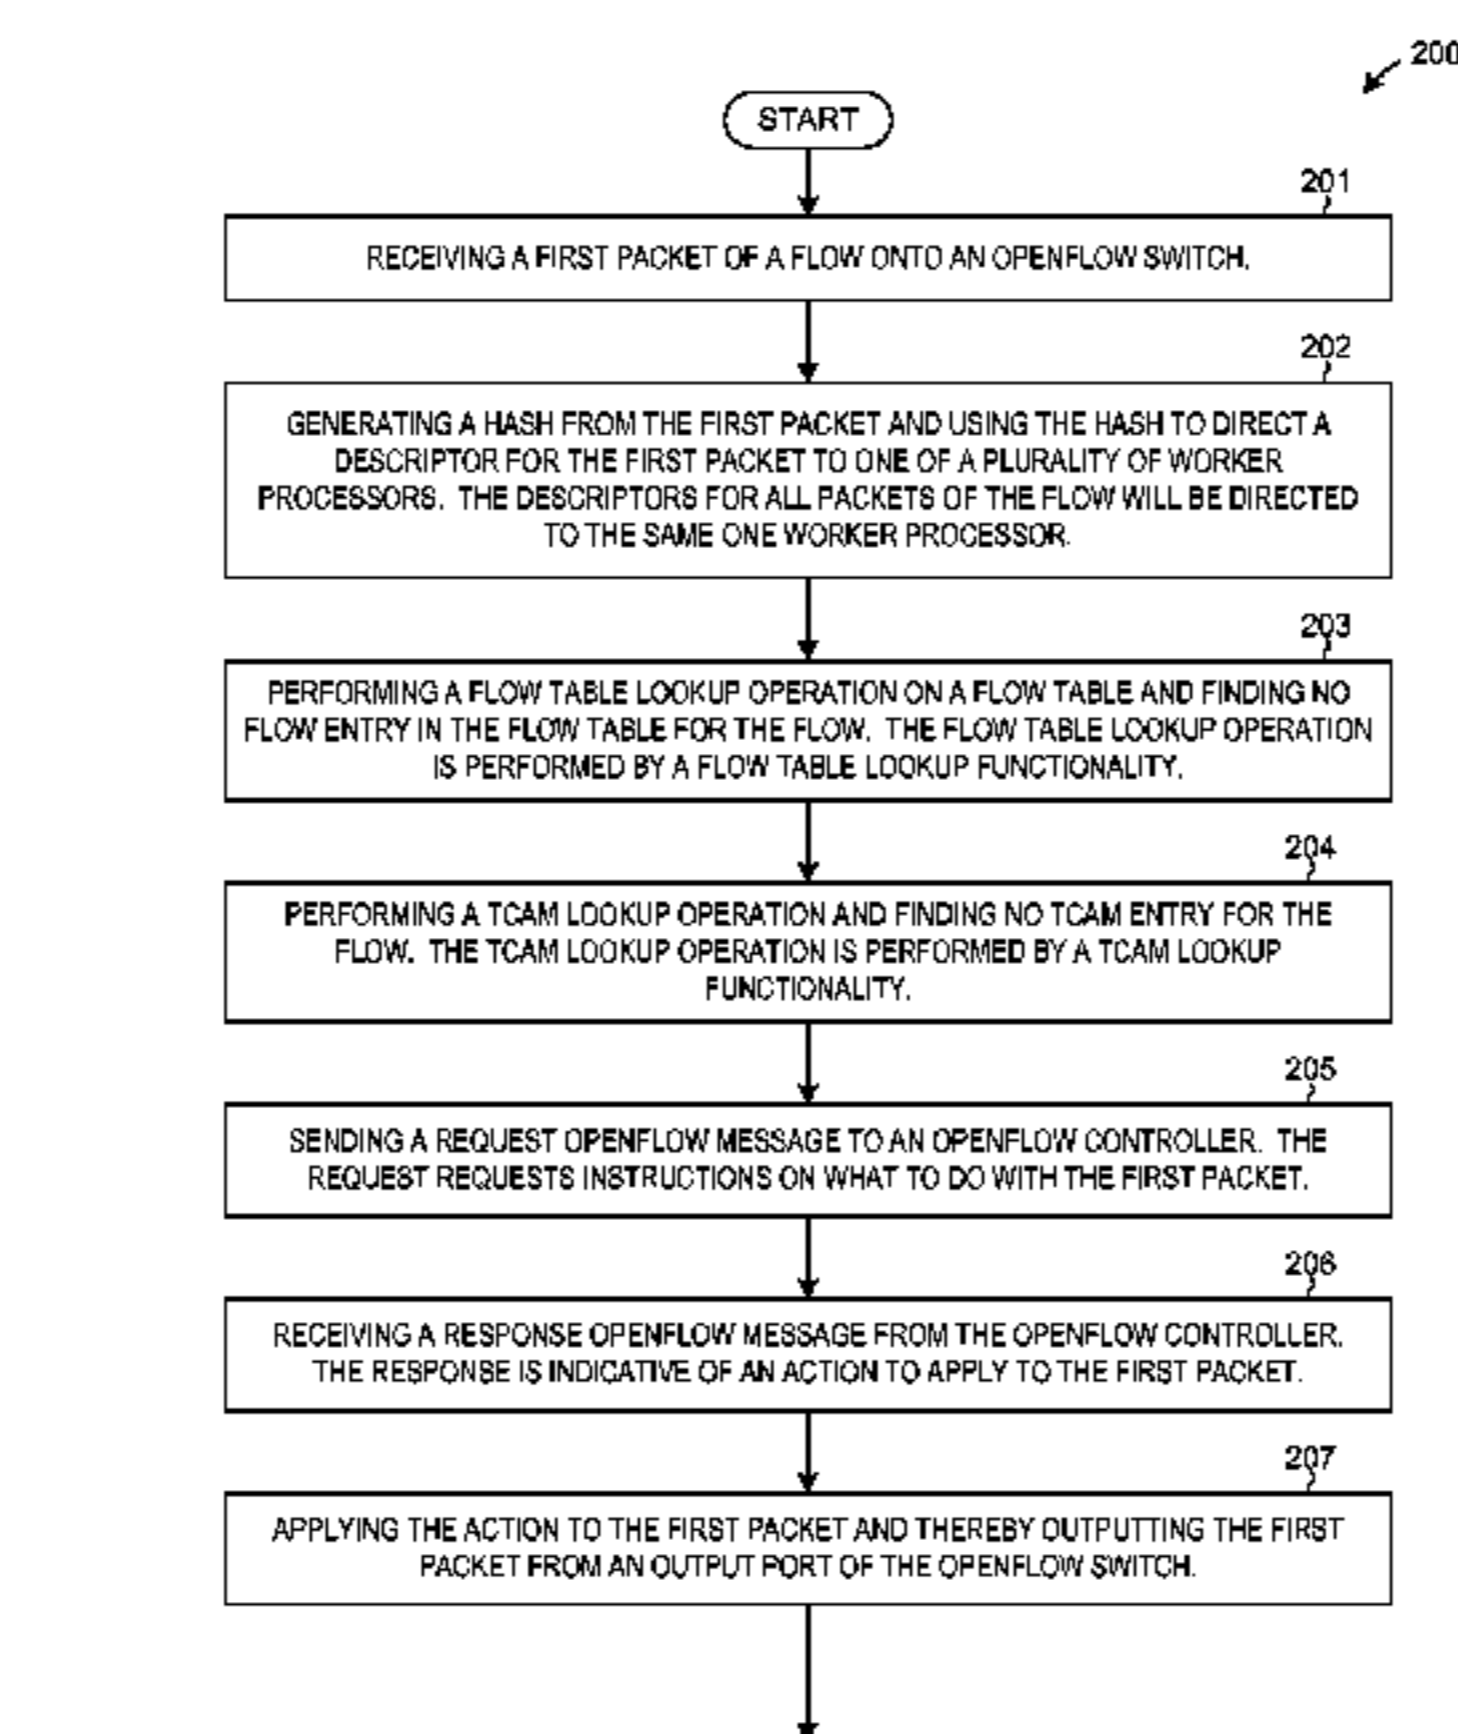 200
START
201
RECEIVING A FIRST PACKET OF A FLOW ONTO AN OPENFLOW SWITCH.
202
GENERATING A HASH FROM THE FIRST PACKET AND USING THE HASH TO DIRECT A
DESCRIPTOR FOR THE FIRST PACKET TO ONE OF A PLURALITY OF WORKER
PROCESSORS. THE DESCRIPTORS FOR ALL PACKETS OF THE FLOW WILL BE DIRECTED
TO THE SAME ONE WORKER PROCESSOR.
203
PERFORMING A FLOW TABLE LOOKUP OPERATION ON A FLOW TABLE AND FINDING NO
FLOW ENTRY IN THE FLOW TABLE FOR THE FLOW. THE FLOW TABLE LOOKUP OPERATION
IS PERFORMED BY A FLOW TABLE LOOKUP FUNCTIONALITY.
204
PERFORMING A TCAM LOOKUP OPERATION AND FINDING NO TCAM ENTRY FOR THE
FLOW. THE TCAM LOOKUP OPERATION IS PERFORMED BY A TCAM LOOKUP
FUNCTIONALITY.
205
SENDING A REQUEST OPENFLOW MESSAGE TO AN OPENFLOW CONTROLLER. THE
REQUEST REQUESTS INSTRUCTIONS ON WHAT TO DO WITH THE FIRST PACKET.
206
RECEIVING A RESPONSE OPENFLOW MESSAGE FROM THE OPENFLOW CONTROLLER.
THE RESPONSE IS INDICATIVE OF AN ACTION TO APPLY TO THE FIRST PACKET.
207
APPLYING THE ACTION TO THE FIRST PACKET AND THEREBY OUTPUTTING THE FIRST
PACKET FROM AN OUTPUT PORT OF THE OPENFLOW SWITCH.